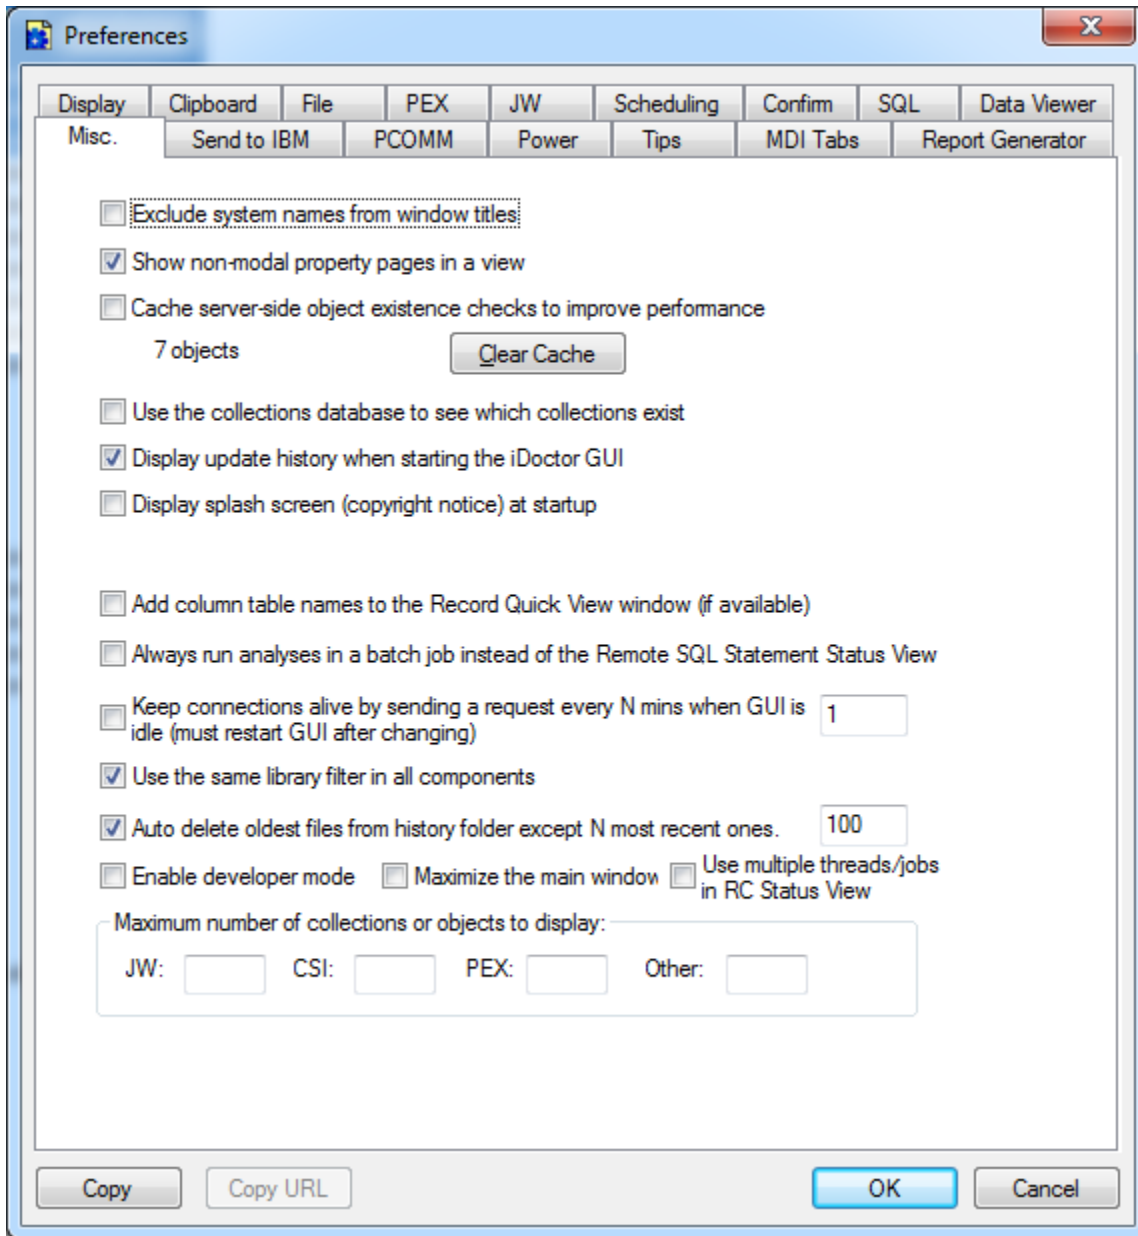 Preferences
Display Clipboard File PEX JW Scheduling Confirm SQL Data Viewer
Misc. Send to IBM PCOMM Power Tips MDI Tabs Report Generator
Exclude system names from window titles
Show non-modal property pages in a view
Cache server-side object existence checks to improve performance
7 objects Clear Cache
Use the collections database to see which collections exist
Display update history when starting the iDoctor GUI
Display splash screen (copyright notice) at startup
Add column table names to the Record Quick View window (if available)
Always run analyses in a batch job instead of the Remote SQL Statement Status View
Keep connections alive by sending a request every N mins when GUI is
idle (must restart GUI after changing) 1
Use the same library filter in all components
Auto delete oldest files from history folder except N most recent ones. 100
Enable developer mode Maximize the main window Use multiple threads/jobs
in RC Status View
Maximum number of collections or objects to display:
JW: CSI: PEX: Other:
Copy Copy URL OK Cancel